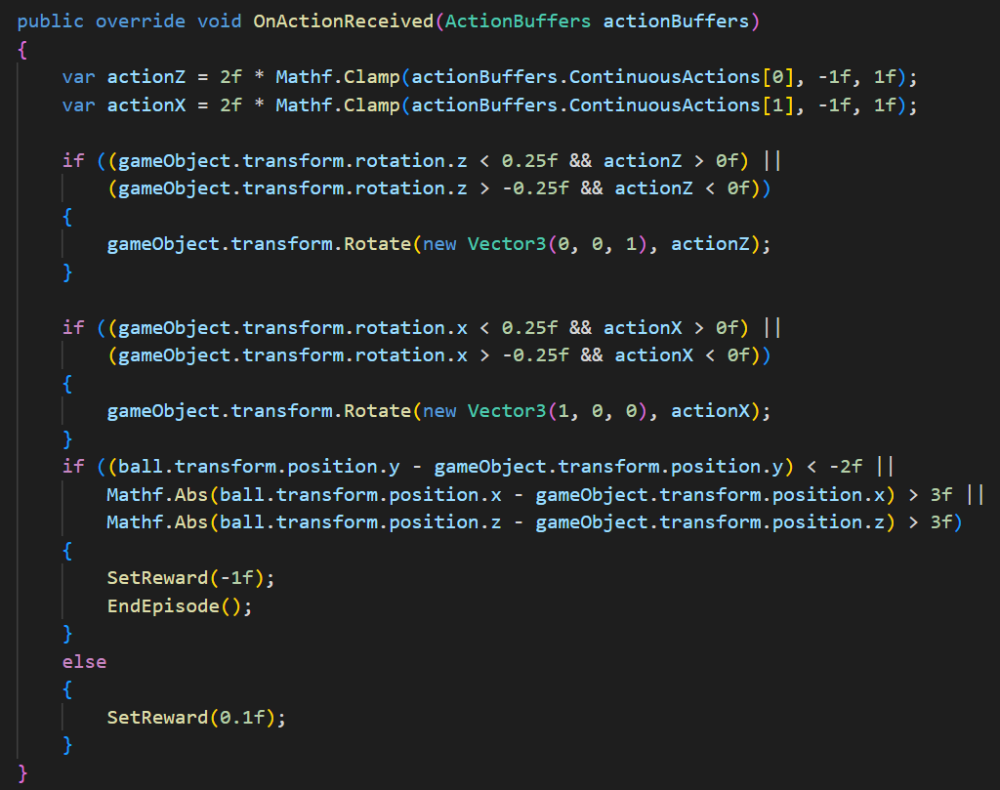 public override void OnActionReceived(ActionBuffers actionBuffers)
{
    var actionZ = 2f * Mathf.Clamp(actionBuffers.ContinuousActions[0], -1f, 1f);
    var actionX = 2f * Mathf.Clamp(actionBuffers.ContinuousActions[1], -1f, 1f);

    if ((gameObject.transform.rotation.z < 0.25f && actionZ > 0f) ||
        (gameObject.transform.rotation.z > -0.25f && actionZ < 0f))
    {
        gameObject.transform.Rotate(new Vector3(0, 0, 1), actionZ);
    }

    if ((gameObject.transform.rotation.x < 0.25f && actionX > 0f) ||
        (gameObject.transform.rotation.x > -0.25f && actionX < 0f))
    {
        gameObject.transform.Rotate(new Vector3(1, 0, 0), actionX);
    }
    if ((ball.transform.position.y - gameObject.transform.position.y) < -2f ||
        Mathf.Abs(ball.transform.position.x - gameObject.transform.position.x) > 3f ||
        Mathf.Abs(ball.transform.position.z - gameObject.transform.position.z) > 3f)
    {
        SetReward(-1f);
        EndEpisode();
    }
    else
    {
        SetReward(0.1f);
    }
}